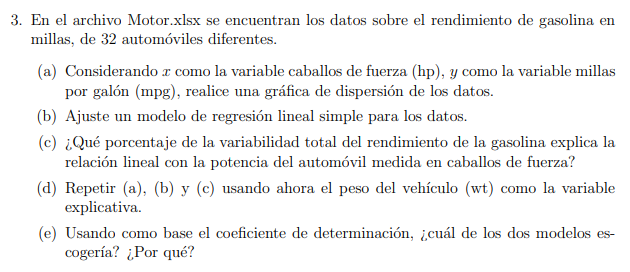 3. En el archivo Motor.xlsx se encuentran los datos sobre el rendimiento de gasolina en
millas, de 32 automóviles diferentes.
(a) Considerando x como la variable caballos de fuerza (hp), y como la variable millas
por galón (mpg), realice una gráfica de dispersión de los datos.
(b) Ajuste un modelo de regresión lineal simple para los datos.
(c) ¿Qué porcentaje de la variabilidad total del rendimiento de la gasolina explica la
relación lineal con la potencia del automóvil medida en caballos de fuerza?
(d) Repetir (a), (b) y (c) usando ahora el peso del vehículo (wt) como la variable
explicativa.
(e) Usando como base el coeficiente de determinación, ¿cuál de los dos modelos es-
cogería? ¿Por qué?